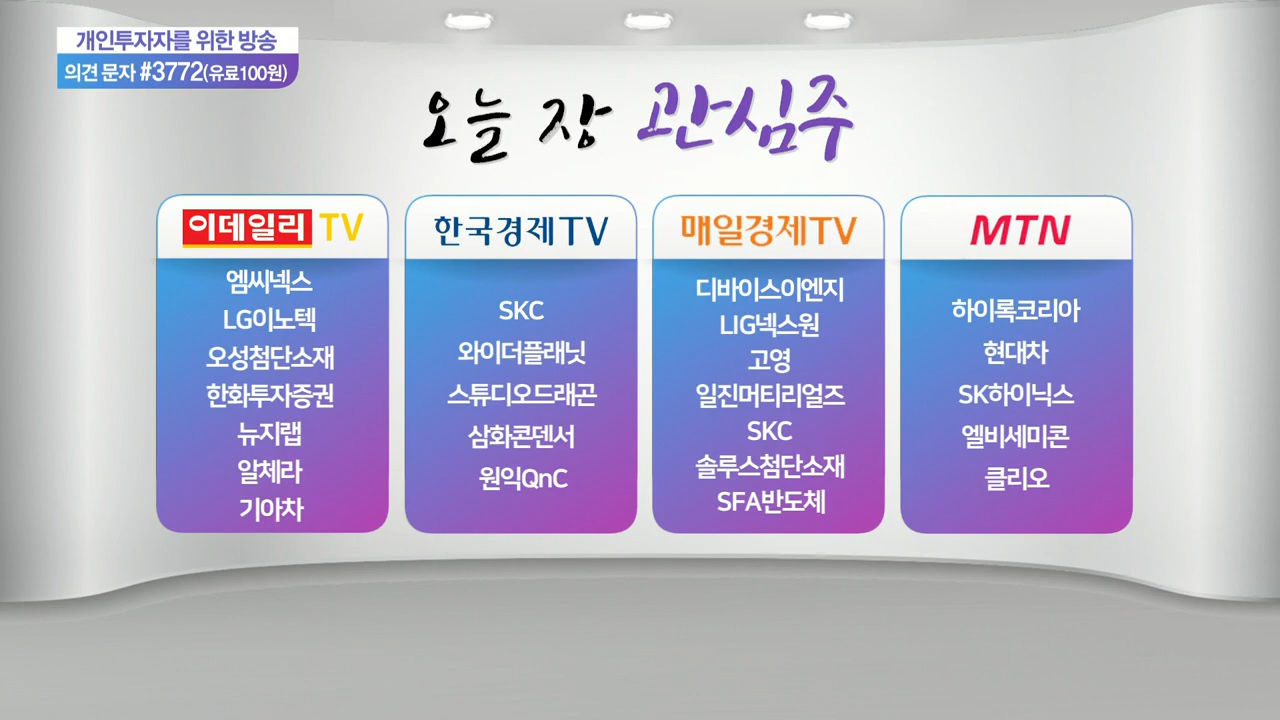 개인투자자를 위한 방송
의견 문자 #3772(유료100원)
오늘 장 관심주
이데일리 TV
엠씨넥스
LG이노텍
오성첨단소재
한화투자증권
뉴지랩
알체라
기아차
한국경제TV
SKC
와이더플래닛
스튜디오드래곤
삼화콘덴서
원익QnC
매일경제TV
디바이스이엔지
LIG넥스원
고영
일진머티리얼즈
SKC
솔루스첨단소재
SFA반도체
MTN
하이록코리아
현대차
SK하이닉스
엘비세미콘
클리오